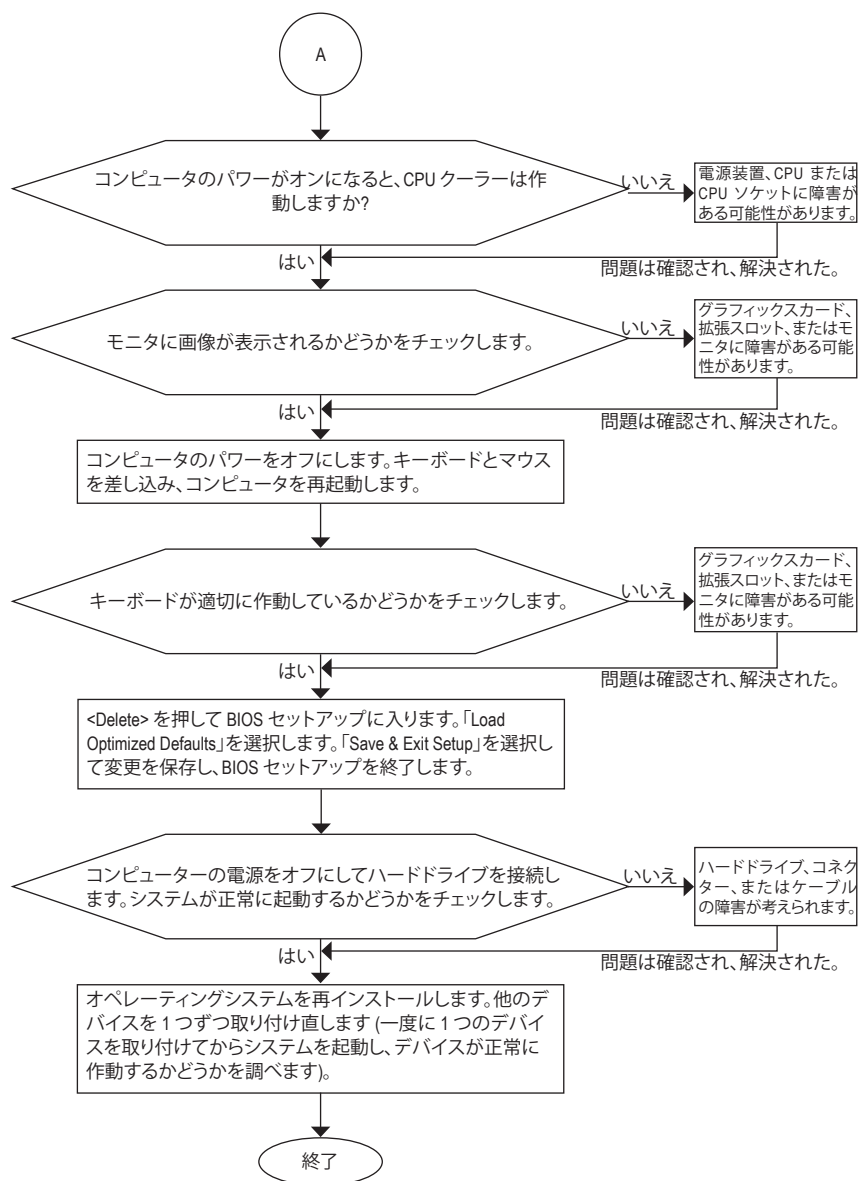 A
コンピュータのパワーがオンになると、CPU クーラーは作
動しますか?
いいえ
電源装置、CPU または
CPU ソケットに障害が
ある可能性があります。
はい
問題は確認され、解決された。
モニタに画像が表示されるかどうかをチェックします。
いいえ
グラフィックスカード、
拡張スロット、またはモ
ニタに障害がある可能
性があります。
はい
問題は確認され、解決された。
コンピュータのパワーをオフにします。キーボードとマウス
を差し込み、コンピュータを再起動します。
キーボードが適切に作動しているかどうかをチェックします。
いいえ
グラフィックスカード、
拡張スロット、またはモ
ニタに障害がある可能
性があります。
はい
問題は確認され、解決された。
<Delete> を押して BIOS セットアップに入ります。「Load
Optimized Defaults」を選択します。「Save & Exit Setup」を選択し
て変更を保存し、BIOS セットアップを終了します。
コンピューターの電源をオフにしてハードドライブを接続し
ます。システムが正常に起動するかどうかをチェックします。
いいえ
ハードドライブ、コネク
ター、またはケーブル
の障害が考えられます。
はい
問題は確認され、解決された。
オペレーティングシステムを再インストールします。他のデ
バイスを 1 つずつ取り付け直します (一度に 1 つのデバイ
スを取り付けてからシステムを起動し、デバイスが正常に
作動するかどうかを調べます)。
終了